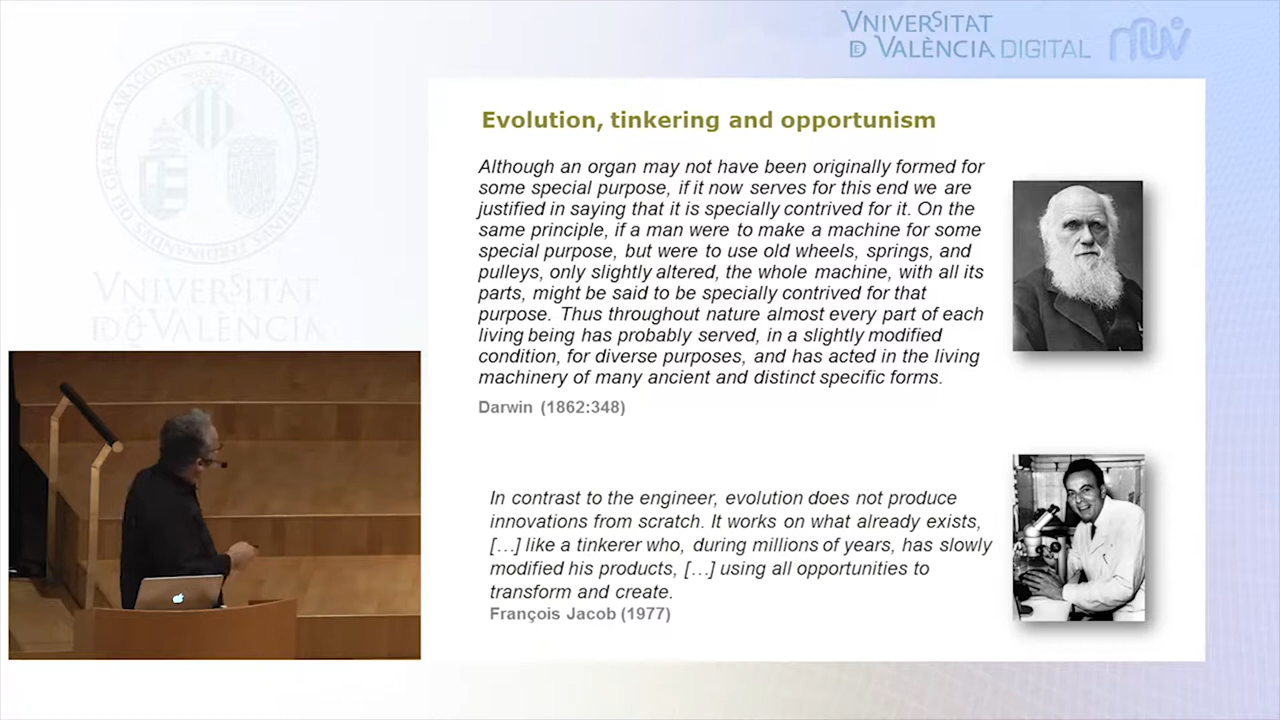 VNIVERSITAT
DE VALÈNCIA DIGITAL
VNIVERSITAT
DE VALÈNCIA
Evolution, tinkering and opportunism
Although an organ may not have been originally formed for
some special purpose, if it now serves for this end we are
justified in saying that it is specially contrived for it. On the
same principle, if a man were to make a machine for some
special purpose, but were to use old wheels, springs, and
pulleys, only slightly altered, the whole machine, with all its
parts, might be said to be specially contrived for that
purpose. Thus throughout nature almost every part of each
living being has probably served, in a slightly modified
condition, for diverse purposes, and has acted in the living
machinery of many ancient and distinct specific forms.
Darwin (1862:348)
In contrast to the engineer, evolution does not produce
innovations from scratch. It works on what already exists,
[…] like a tinkerer who, during millions of years, has slowly
modified his products, […] using all opportunities to
transform and create.
François Jacob (1977)